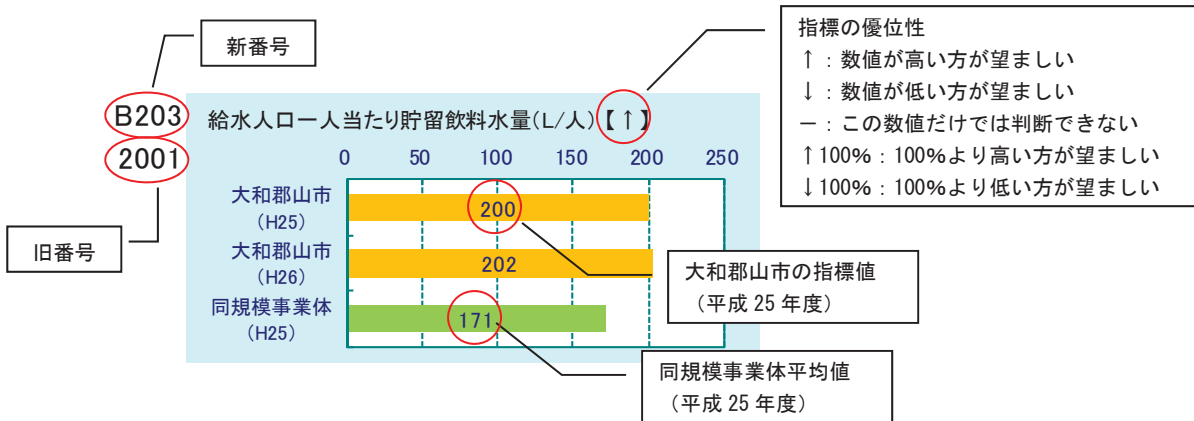 新番号
B203
2001
旧番号
給水人口一人当たり貯留飲料水量(L/人)【↑】
0 50 100 150 200 250
大和郡山市
(H25)
200
大和郡山市
(H26)
202
同規模事業体
(H25)
171
指標の優位性
↑：数値が高い方が望ましい
↓：数値が低い方が望ましい
－：この数値だけでは判断できない
↑100%：100%より高い方が望ましい
↓100%：100%より低い方が望ましい
大和郡山市の指標値
（平成 25 年度）
同規模事業体平均値
（平成 25 年度）